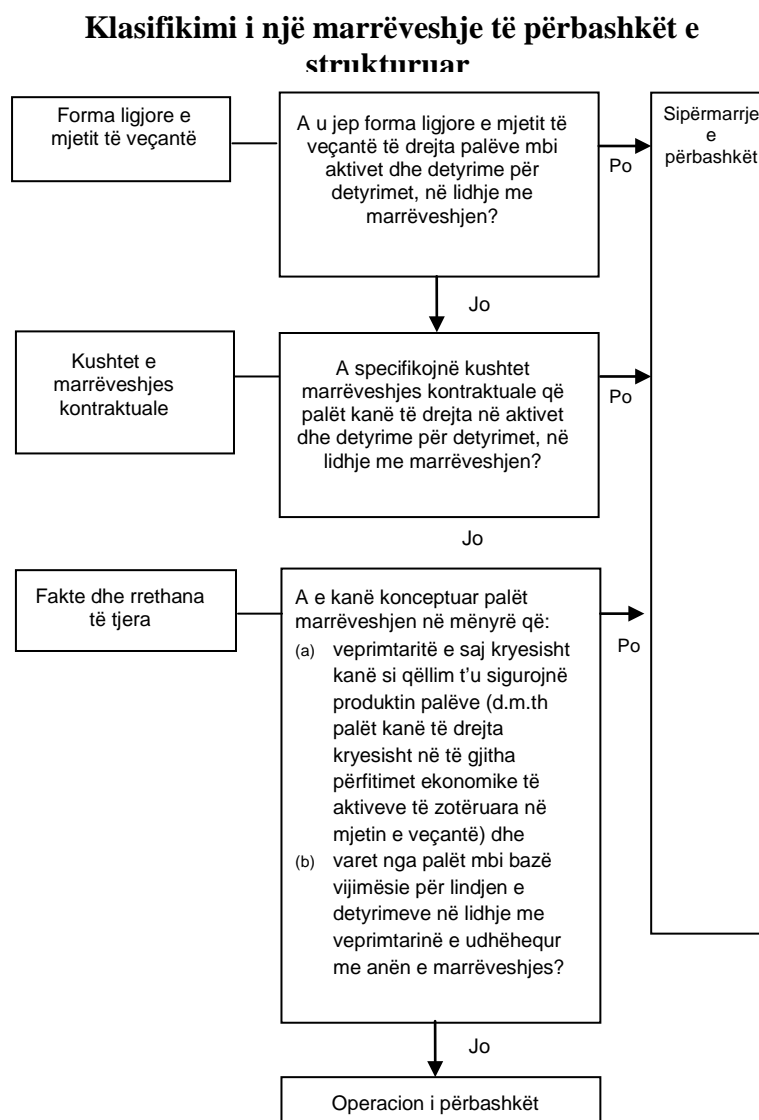 Klasifikimi i një marrëveshje të përbashkët e
strukturuar
Forma ligjore e
mjetit të veçantë
A u jep forma ligjore e mjetit të
veçantë të drejta palëve mbi
aktivet dhe detyrime për
detyrimet, në lidhje me
marrëveshjen?
Po
Sipërmarrje
e
përbashkët
Jo
Kushtet e
marrëveshjes
kontraktuale
A specifikojnë kushtet
marrëveshjes kontraktuale që
palët kanë të drejta në aktivet
dhe detyrime për detyrimet, në
lidhje me marrëveshjen?
Po
Jo
Fakte dhe rrethana
të tjera
A e kanë konceptuar palët
marrëveshjen në mënyrë që:
(a) veprimtaritë e saj kryesisht
kanë si qëllim t'u sigurojnë
produktin palëve (d.m.th
palët kanë të drejta
kryesisht në të gjitha
përfitimet ekonomike të
aktiveve të zotëruara në
mjetin e veçantë) dhe
(b) varet nga palët mbi bazë
vijimësie për lindjen e
detyrimeve në lidhje me
veprimtarinë e udhëhequr
me anën e marrëveshjes?
Po
Jo
Operacion i përbashkët